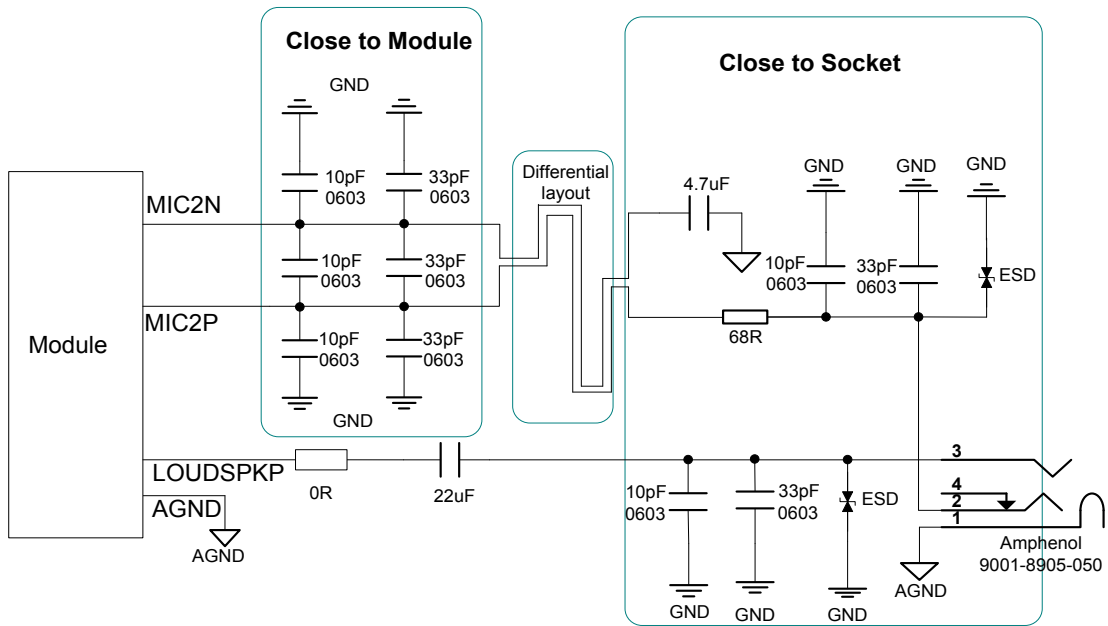 Close to Module
GND
10pF
0603
33pF
0603
MIC2N
10pF
0603
33pF
0603
MIC2P
10pF
0603
33pF
0603
GND
Module
LOUDSPKP
0R
22uF
AGND
AGND
Differential
layout
Close to Socket
4.7uF
GND
GND
GND
10pF
0603
33pF
0603
ESD
68R
10pF
0603
33pF
0603
ESD
3
4
2
1
Amphenol
9001-8905-050
AGND
GND
GND
GND